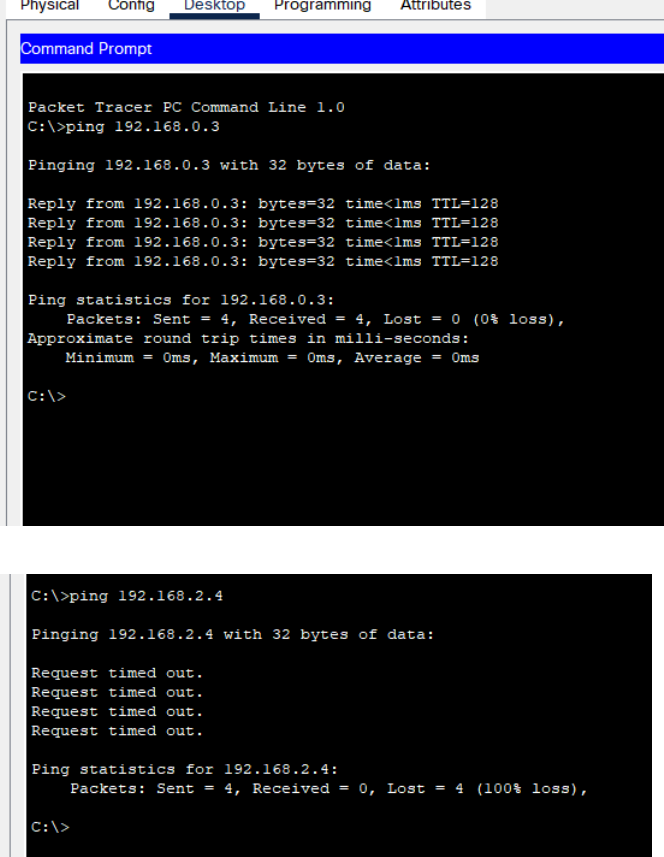 Physical Config Desktop Programming Attributes
Command Prompt
Packet Tracer PC Command Line 1.0
C:\>ping 192.168.0.3
Pinging 192.168.0.3 with 32 bytes of data:
Reply from 192.168.0.3: bytes=32 time<1ms TTL=128
Reply from 192.168.0.3: bytes=32 time<1ms TTL=128
Reply from 192.168.0.3: bytes=32 time<1ms TTL=128
Reply from 192.168.0.3: bytes=32 time<1ms TTL=128
Ping statistics for 192.168.0.3:
Packets: Sent = 4, Received = 4, Lost = 0 (0% loss),
Approximate round trip times in milli-seconds:
Minimum = 0ms, Maximum = 0ms, Average = 0ms
C:\>
C:\>ping 192.168.2.4
Pinging 192.168.2.4 with 32 bytes of data:
Request timed out.
Request timed out.
Request timed out.
Request timed out.
Ping statistics for 192.168.2.4:
Packets: Sent = 4, Received = 0, Lost = 4 (100% loss),
C:\>